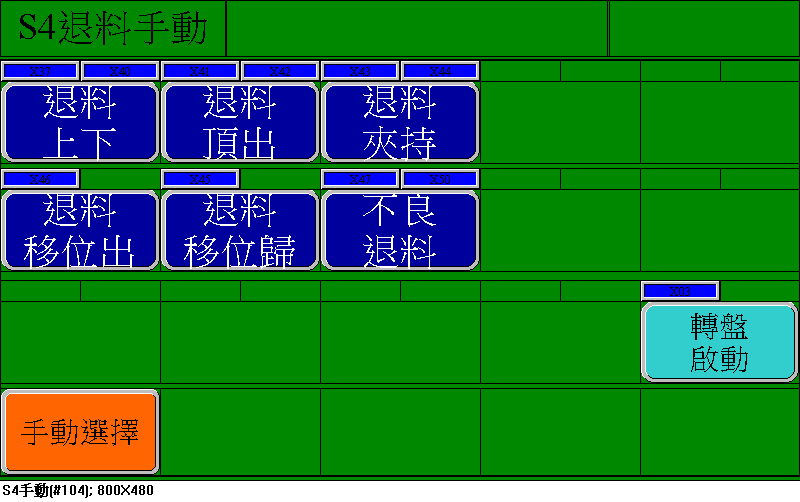 S4退料手動
退料
上下
退料
頂出
退料
夾持
退料
移位出
退料
移位歸
不良
退料
轉盤
啟動
手動選擇
S4手動(#104); 800X480